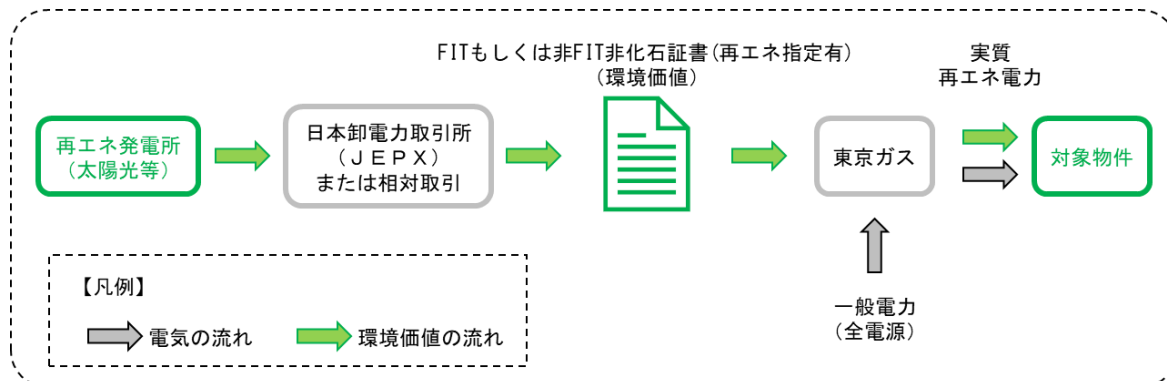 FITもしくは非FIT非化石証書(再エネ指定有)
(環境価値)
実質
再エネ電力
再エネ発電所
(太陽光等)
日本卸電力取引所
(JEPX)
または相対取引
東京ガス
対象物件
【凡例】
電気の流れ
環境価値の流れ
一般電力
(全電源)